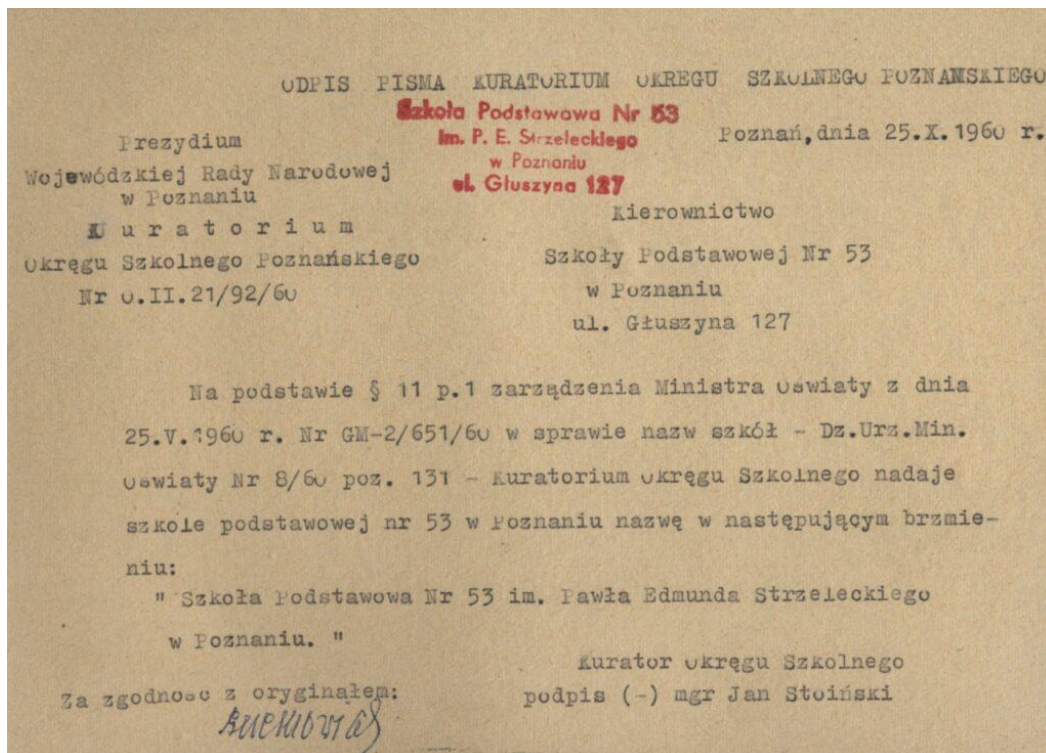 ODPIS PISMA KURATORIUM OKREGU SZKOLNEGO POZNANSKIEGO
Szkoła Podstawowa Nr 53
im. P. E. Strzeleckiego
w Poznaniu
ul. Głuszyna 127
Poznań,dnia 25.X.1960 r.
Prezydium
Wojewódzkiej Rady Narodowej
w Poznaniu
K u r a t o r i u m
Okręgu Szkolnego Poznańskiego
Nr O.II.21/92/60
Kierownictwo
Szkoły Podstawowej Nr 53
w Poznaniu
ul. Głuszyna 127
Na podstawie § 11 p.1 zarządzenia Ministra Oświaty z dnia
25.V.1960 r. Nr GM-2/651/60 w sprawie nazw szkół - Dz.Urz.Min.
Oswiaty Nr 8/60 poz. 131 - Kuratorium Okręgu Szkolnego nadaje
szkole podstawowej nr 53 w Poznaniu nazwę w następującym brzmie-
niu:
" Szkoła Podstawowa Nr 53 im. Pawła Edmunda Strzeleckiego
w Poznaniu. "
Kurator Okręgu Szkolnego
podpis (-) mgr Jan Stoiński
Za zgodnosc z oryginałem: